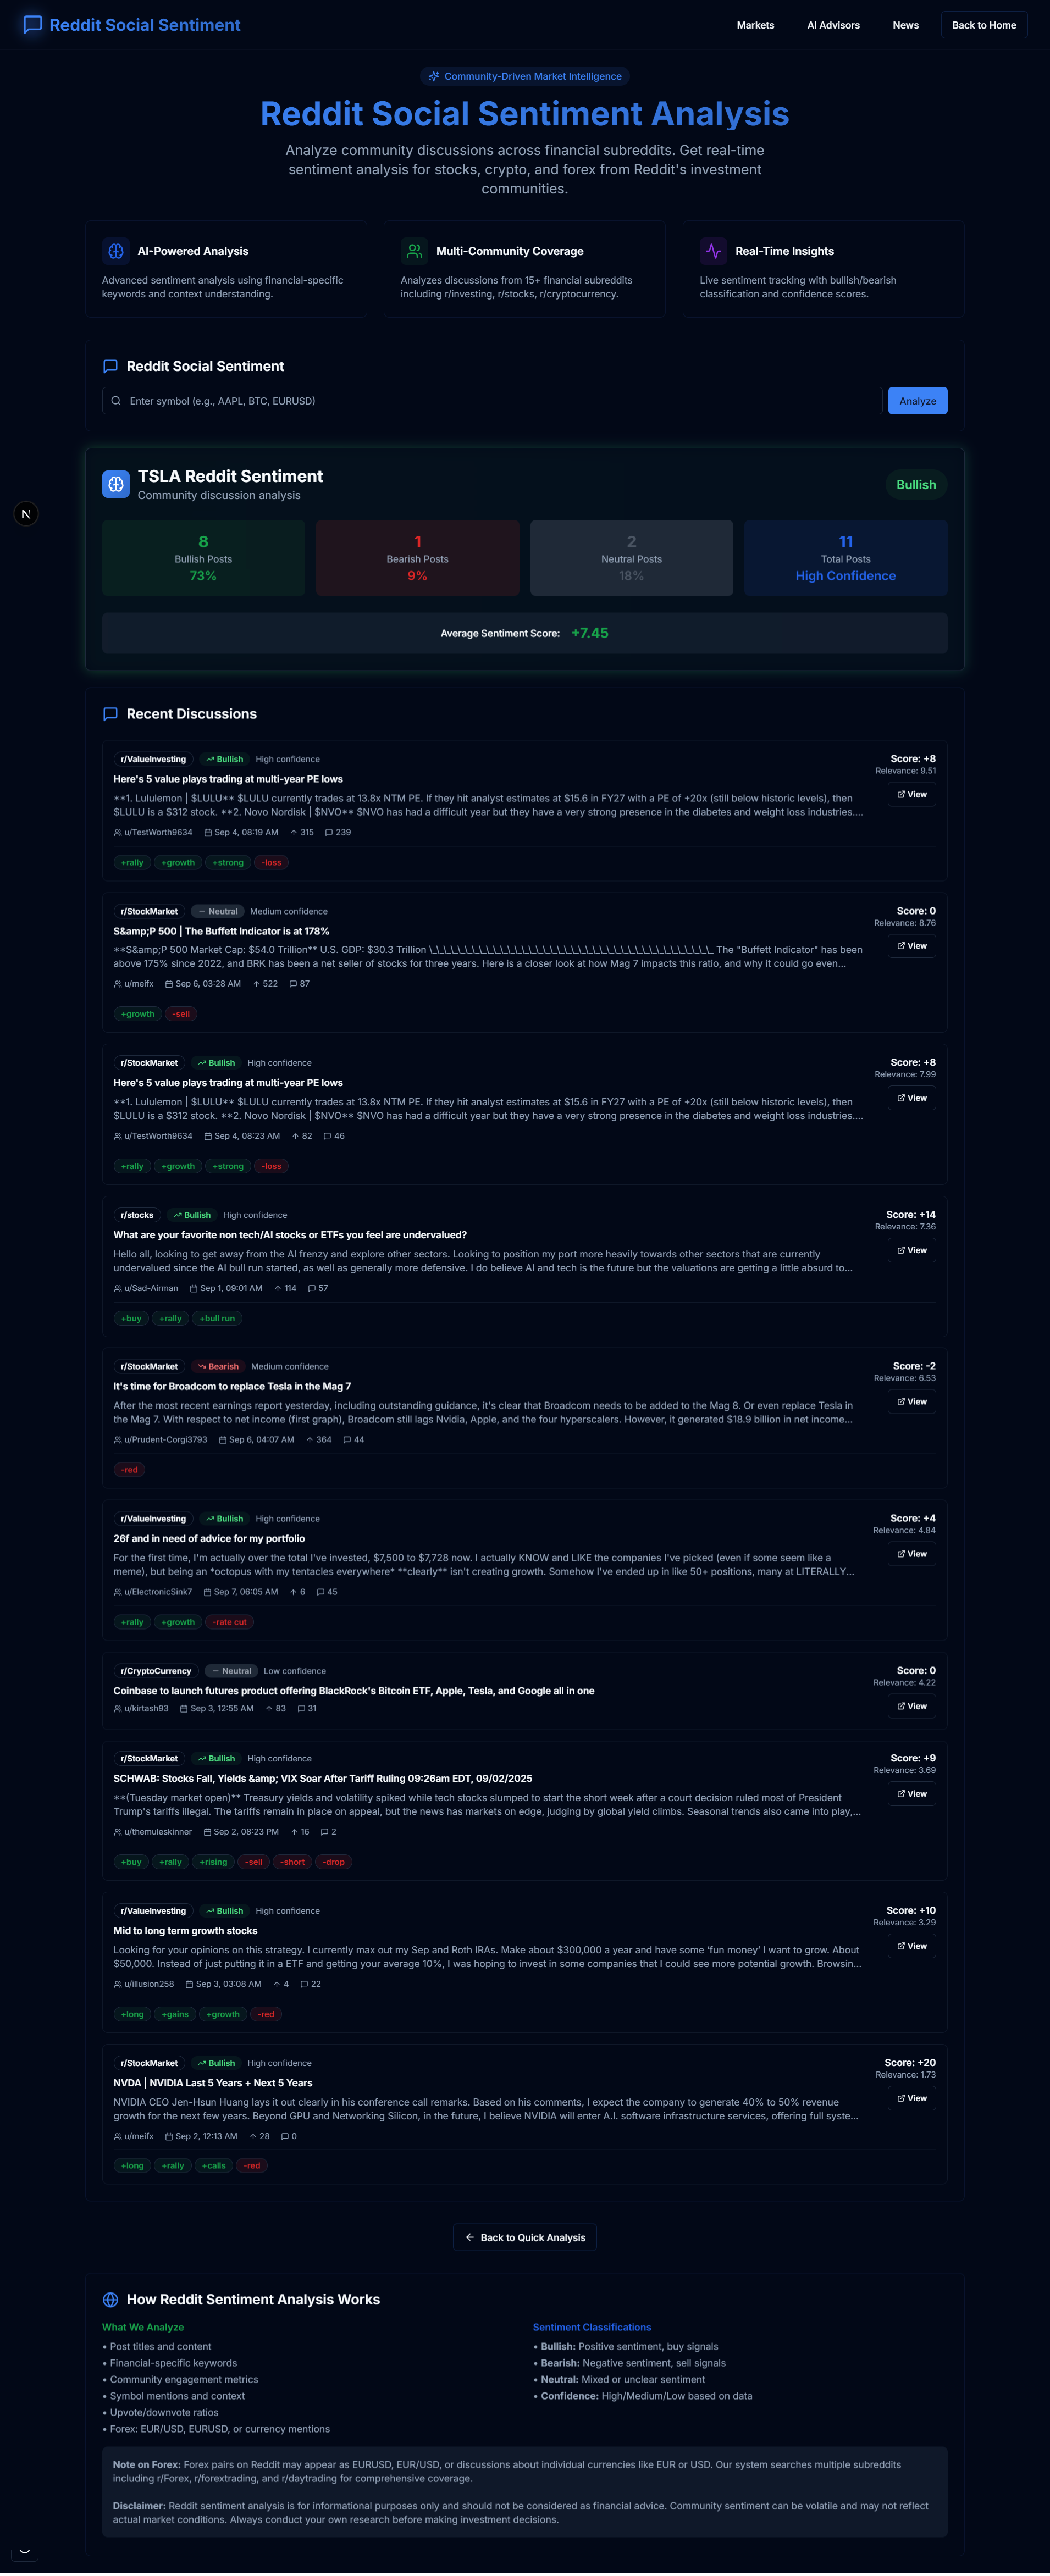 Reddit Social Sentiment
Markets
AI Advisors
News
Back to Home
Community-Driven Market Intelligence
Reddit Social Sentiment Analysis
Analyze community discussions across financial subreddits. Get real-time
sentiment analysis for stocks, crypto, and forex from Reddit's investment
communities.
AI-Powered Analysis
Advanced sentiment analysis using financial-specific
keywords and context understanding.
Multi-Community Coverage
Analyzes discussions from 15+ financial subreddits
including r/investing, r/stocks, r/cryptocurrency.
Real-Time Insights
Live sentiment tracking with bullish/bearish
classification and confidence scores.
Reddit Social Sentiment
Enter symbol (e.g., AAPL, BTC, EURUSD)
Analyze
N
TSLA Reddit Sentiment
Community discussion analysis
Bullish
8
Bullish Posts
73%
1
Bearish Posts
9%
2
Neutral Posts
18%
11
Total Posts
High Confidence
Average Sentiment Score: +7.45
Recent Discussions
r/ValueInvesting Bullish High confidence
Score: +8
Relevance: 9.51
View
Here's 5 value plays trading at multi-year PE lows
**1. Lululemon | $LULU** $LULU currently trades at 13.8x NTM PE. If they hit analyst estimates at $15.6 in FY27 with a PE of +20x (still below historic levels), then
$LULU is a $312 stock. **2. Novo Nordisk | $NVO** $NVO has had a difficult year but they have a very strong presence in the diabetes and weight loss industries....
u/TestWorth9634 Sep 4, 08:19 AM 315 239
+rally +growth +strong -loss
r/StockMarket Neutral Medium confidence
Score: 0
Relevance: 8.76
View
S&amp;P 500 | The Buffett Indicator is at 178%
**S&amp;P 500 Market Cap: $54.0 Trillion** U.S. GDP: $30.3 Trillion \_\_\_\_\_\_\_\_\_\_\_\_\_\_\_\_\_\_\_\_\_\_\_\_\_\_\_\_\_\_\_\_\_\_\_\_\_\_\_\_ The "Buffett Indicator" has been
above 175% since 2022, and BRK has been a net seller of stocks for three years. Here is a closer look at how Mag 7 impacts this ratio, and why it could go even...
u/meifx Sep 6, 03:28 AM 522 87
+growth -sell
r/StockMarket Bullish High confidence
Score: +8
Relevance: 7.99
View
Here's 5 value plays trading at multi-year PE lows
**1. Lululemon | $LULU** $LULU currently trades at 13.8x NTM PE. If they hit analyst estimates at $15.6 in FY27 with a PE of +20x (still below historic levels), then
$LULU is a $312 stock. **2. Novo Nordisk | $NVO** $NVO has had a difficult year but they have a very strong presence in the diabetes and weight loss industries....
u/TestWorth9634 Sep 4, 08:23 AM 82 46
+rally +growth +strong -loss
r/stocks Bullish High confidence
Score: +14
Relevance: 7.36
View
What are your favorite non tech/AI stocks or ETFs you feel are undervalued?
Hello all, looking to get away from the AI frenzy and explore other sectors. Looking to position my port more heavily towards other sectors that are currently
undervalued since the AI bull run started, as well as generally more defensive. I do believe AI and tech is the future but the valuations are getting a little absurd to...
u/Sad-Airman Sep 1, 09:01 AM 114 57
+buy +rally +bull run
r/StockMarket Bearish Medium confidence
Score: -2
Relevance: 6.53
View
It's time for Broadcom to replace Tesla in the Mag 7
After the most recent earnings report yesterday, including outstanding guidance, it's clear that Broadcom needs to be added to the Mag 8. Or even replace Tesla in
the Mag 7. With respect to net income (first graph), Broadcom still lags Nvidia, Apple, and the four hyperscalers. However, it generated $18.9 billion in net income...
u/Prudent-Corgi3793 Sep 6, 04:07 AM 364 44
-red
r/ValueInvesting Bullish High confidence
Score: +4
Relevance: 4.84
View
26f and in need of advice for my portfolio
For the first time, I'm actually over the total I've invested, $7,500 to $7,728 now. I actually KNOW and LIKE the companies I've picked (even if some seem like a
meme), but being an *octopus with my tentacles everywhere* **clearly** isn't creating growth. Somehow I've ended up in like 50+ positions, many at LITERALLY...
u/ElectronicSink7 Sep 7, 06:05 AM 6 45
+rally +growth -rate cut
r/CryptoCurrency Neutral Low confidence
Score: 0
Relevance: 4.22
View
Coinbase to launch futures product offering BlackRock's Bitcoin ETF, Apple, Tesla, and Google all in one
u/kirtash93 Sep 3, 12:55 AM 83 31
r/StockMarket Bullish High confidence
Score: +9
Relevance: 3.69
View
SCHWAB: Stocks Fall, Yields &amp; VIX Soar After Tariff Ruling 09:26am EDT, 09/02/2025
**(Tuesday market open)** Treasury yields and volatility spiked while tech stocks slumped to start the short week after a court decision ruled most of President
Trump's tariffs illegal. The tariffs remain in place on appeal, but the news has markets on edge, judging by global yield climbs. Seasonal trends also came into play,...
u/themuleskinner Sep 2, 08:23 PM 16 2
+buy +rally +rising -sell -short -drop
r/ValueInvesting Bullish High confidence
Score: +10
Relevance: 3.29
View
Mid to long term growth stocks
Looking for your opinions on this strategy. I currently max out my Sep and Roth IRAs. Make about $300,000 a year and have some ‘fun money’ I want to grow. About
$50,000. Instead of just putting it in a ETF and getting your average 10%, I was hoping to invest in some companies that I could see more potential growth. Browsin...
u/illusion258 Sep 3, 03:08 AM 4 22
+long +gains +growth -red
r/StockMarket Bullish High confidence
Score: +20
Relevance: 1.73
View
NVDA | NVIDIA Last 5 Years + Next 5 Years
NVIDIA CEO Jen-Hsun Huang lays it out clearly in his conference call remarks. Based on his comments, I expect the company to generate 40% to 50% revenue
growth for the next few years. Beyond GPU and Networking Silicon, in the future, I believe NVIDIA will enter A.I. software infrastructure services, offering full syste...
u/meifx Sep 2, 12:13 AM 28 0
+long +rally +calls -red
Back to Quick Analysis
How Reddit Sentiment Analysis Works
What We Analyze
• Post titles and content
• Financial-specific keywords
• Community engagement metrics
• Symbol mentions and context
• Upvote/downvote ratios
• Forex: EUR/USD, EURUSD, or currency mentions
Sentiment Classifications
• Bullish: Positive sentiment, buy signals
• Bearish: Negative sentiment, sell signals
• Neutral: Mixed or unclear sentiment
• Confidence: High/Medium/Low based on data
Note on Forex: Forex pairs on Reddit may appear as EURUSD, EUR/USD, or discussions about individual currencies like EUR or USD. Our system searches multiple subreddits
including r/Forex, r/forextrading, and r/daytrading for comprehensive coverage.
Disclaimer: Reddit sentiment analysis is for informational purposes only and should not be considered as financial advice. Community sentiment can be volatile and may not reflect
actual market conditions. Always conduct your own research before making investment decisions.